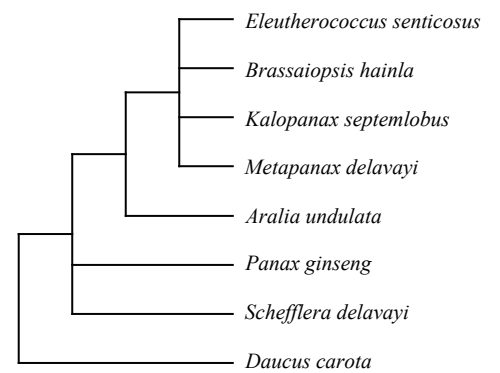 Eleutherococcus senticosus
Brassaiopsis hainla
Kalopanax septemlobus
Metapanax delavayi
Aralia undulata
Panax ginseng
Schefflera delavayi
Daucus carota